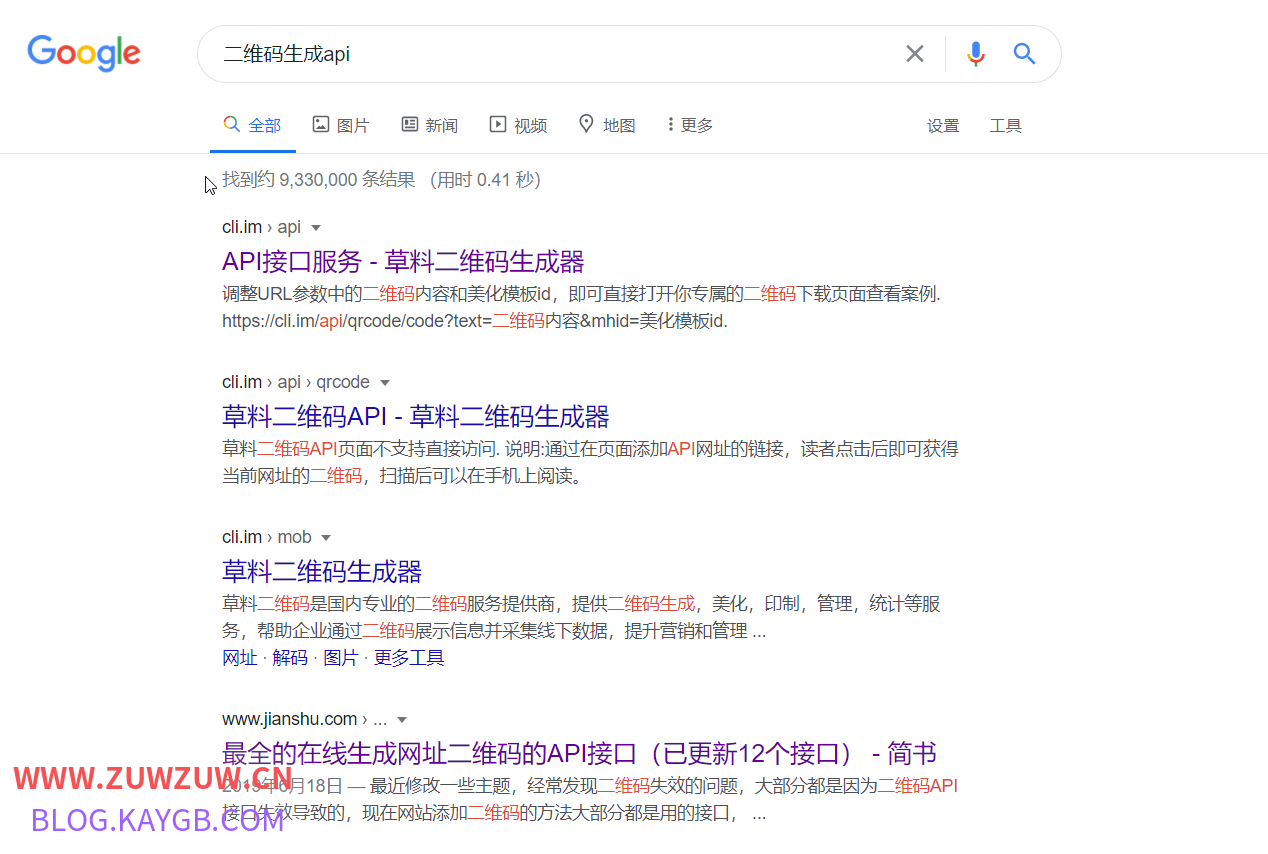 Google
二维码生成api
全部 图片 新闻 视频 地图 更多 设置 工具
找到约 9,330,000 条结果 （用时 0.41 秒）
cli.im › api
API接口服务 - 草料二维码生成器
调整URL参数中的二维码内容和美化模板id，即可直接打开你专属的二维码下载页面查看案例.
https://cli.im/api/qrcode/code?text=二维码内容&mhid=美化模板id.
cli.im › api › qrcode
草料二维码API - 草料二维码生成器
草料二维码API页面不支持直接访问. 说明:通过在页面添加API网址的链接，读者点击后即可获得
当前网址的二维码，扫描后可以在手机上阅读。
cli.im › mob
草料二维码生成器
草料二维码是国内专业的二维码服务提供商，提供二维码生成，美化，印制，管理，统计等服
务，帮助企业通过二维码展示信息并采集线下数据，提升营销和管理 ...
网址 · 解码 · 图片 · 更多工具
www.jianshu.com › ...
最全的在线生成网址二维码的API接口（已更新12个接口） - 简书
WWW.ZUWZUW.CN
2019年6月18日 — 最近修改一些主题，经常发现二维码失效的问题，大部分都是因为二维码API
接口失效导致的，现在网站添加二维码的方法大部分都是用的接口， ...
BLOG.KAYGB.COM